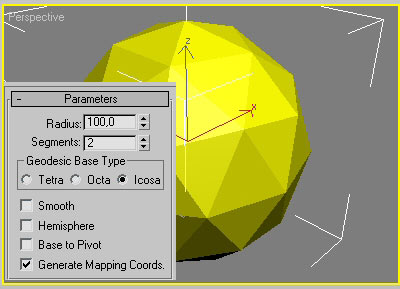 Perspective
z
x
- Parameters
Radius: 100,0
Segments: 2
Geodesic Base Type
Tetra Octa Icosa
Smooth
Hemisphere
Base to Pivot
Generate Mapping Coords.